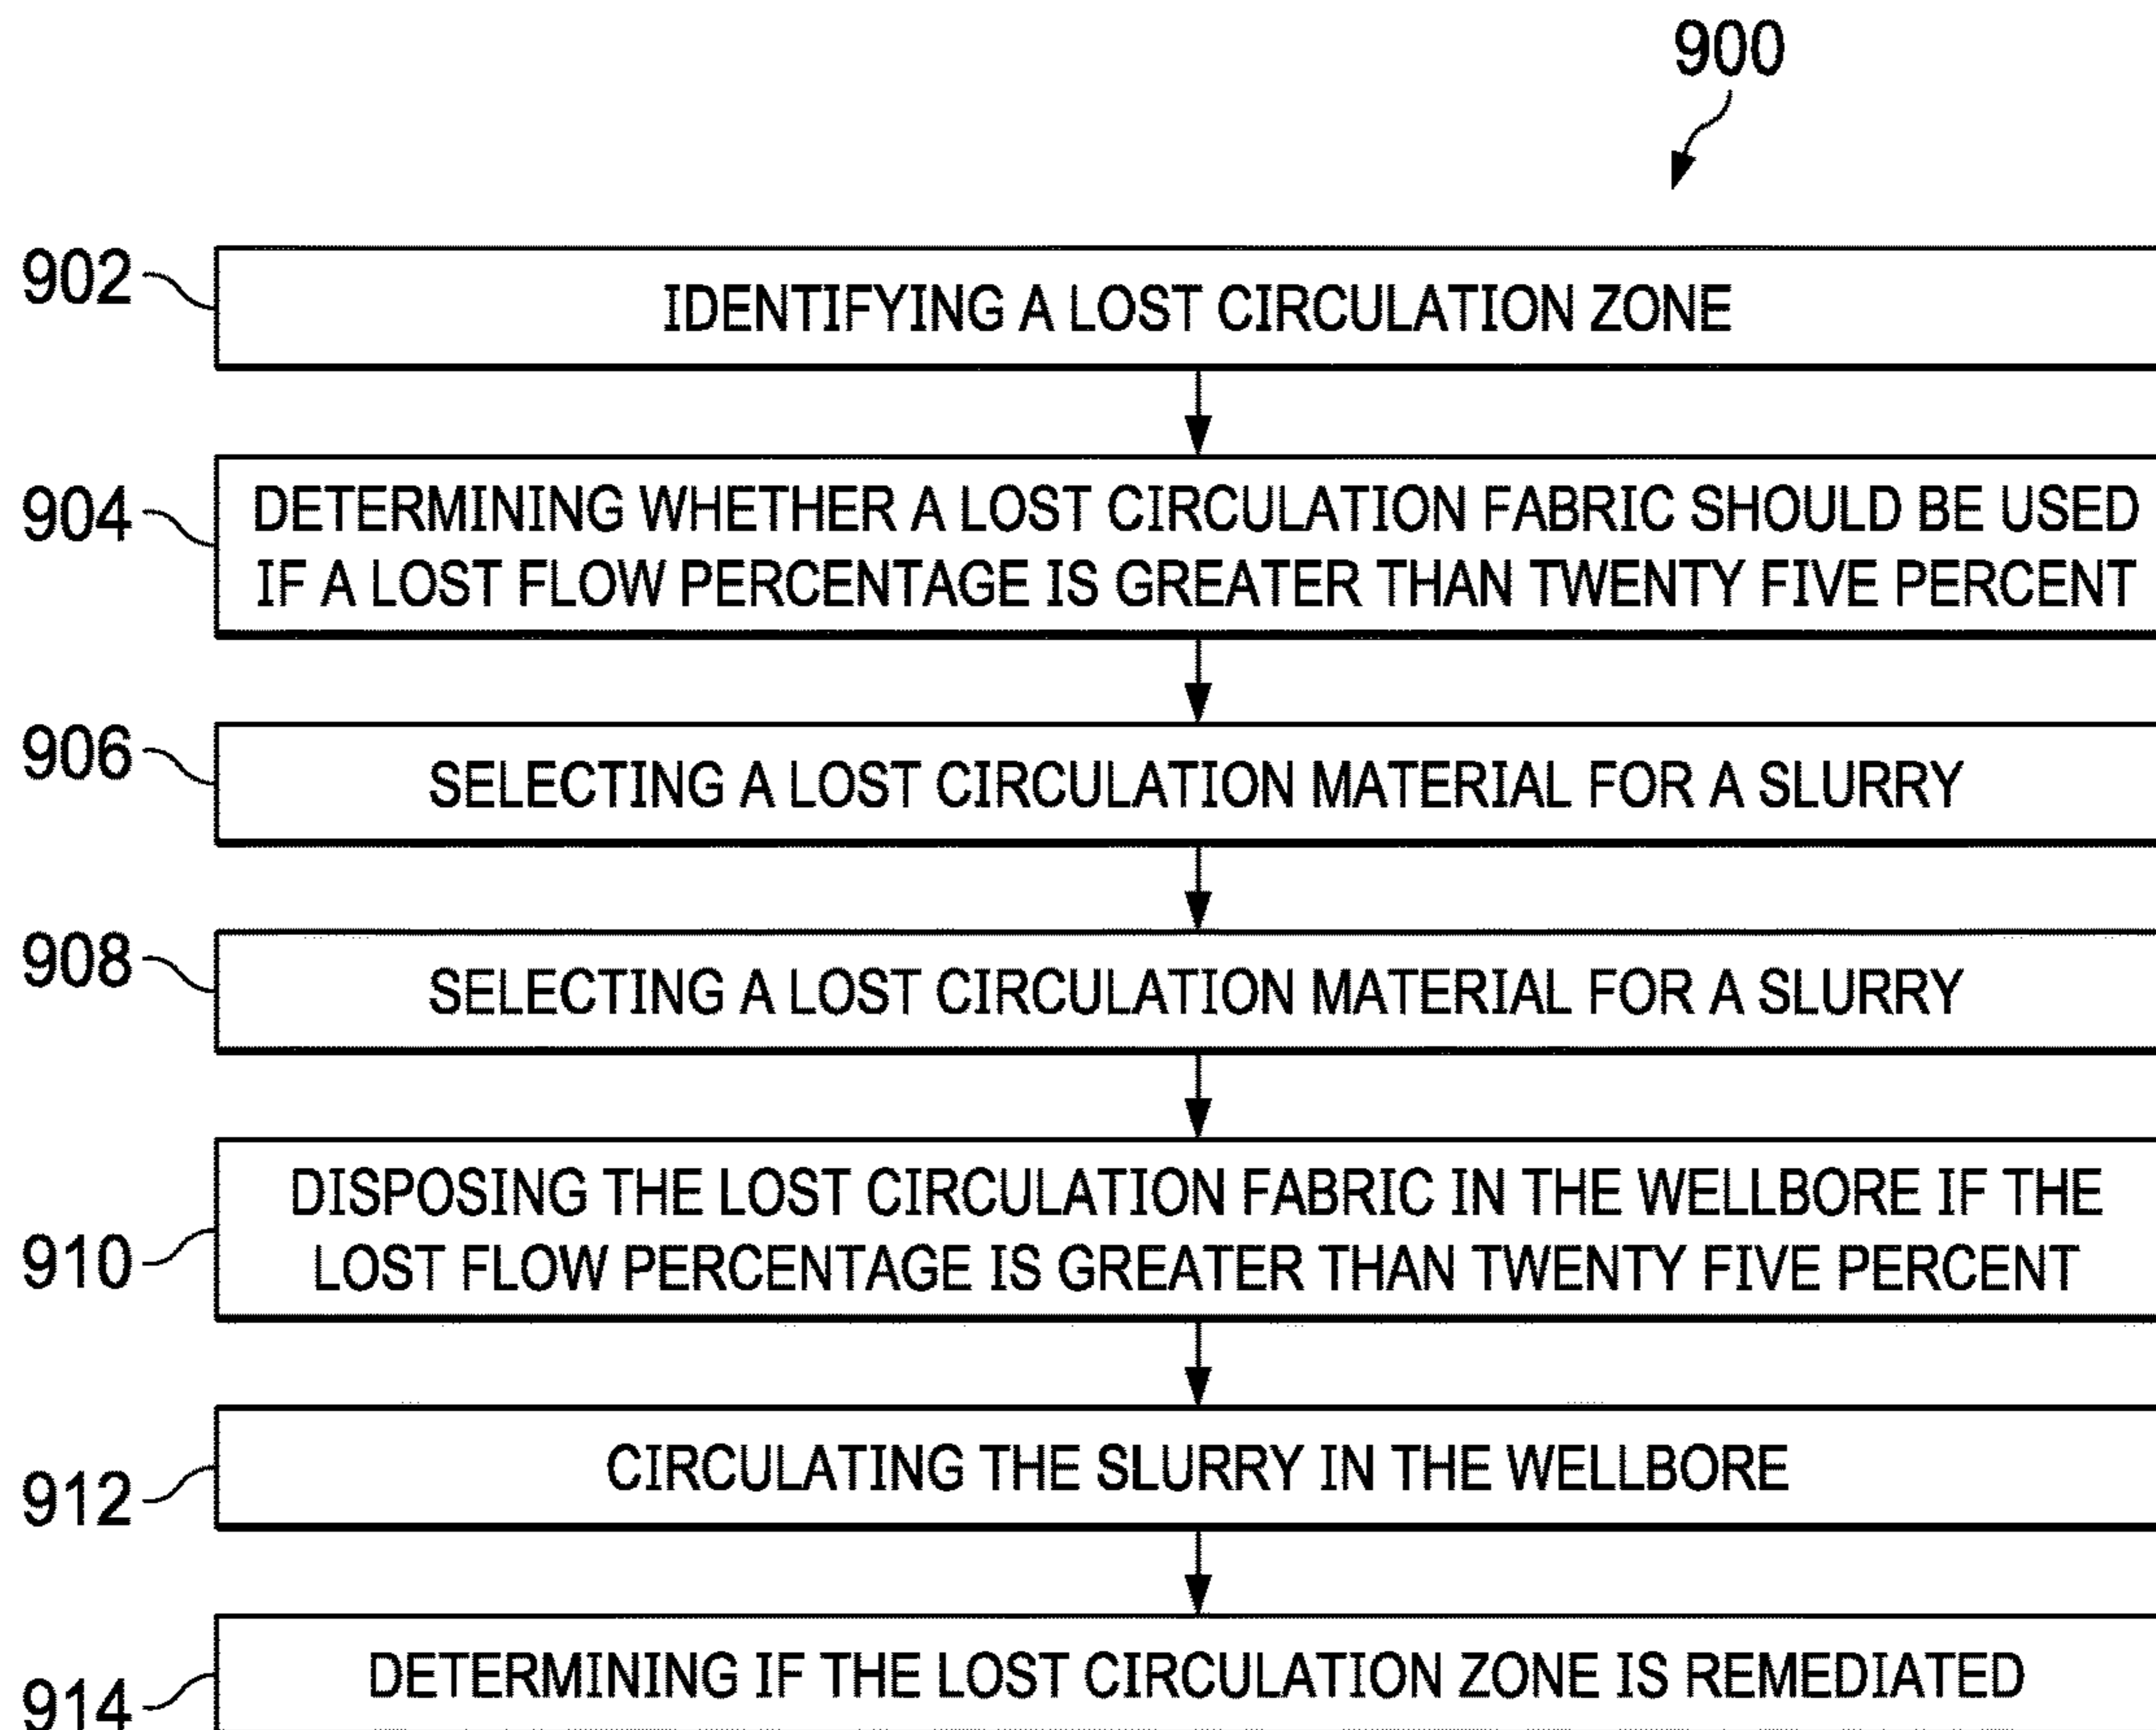 900
902
IDENTIFYING A LOST CIRCULATION ZONE
904
DETERMINING WHETHER A LOST CIRCULATION FABRIC SHOULD BE USED
IF A LOST FLOW PERCENTAGE IS GREATER THAN TWENTY FIVE PERCENT
906
SELECTING A LOST CIRCULATION MATERIAL FOR A SLURRY
908
SELECTING A LOST CIRCULATION MATERIAL FOR A SLURRY
910
DISPOSING THE LOST CIRCULATION FABRIC IN THE WELLBORE IF THE
LOST FLOW PERCENTAGE IS GREATER THAN TWENTY FIVE PERCENT
912
CIRCULATING THE SLURRY IN THE WELLBORE
914
DETERMINING IF THE LOST CIRCULATION ZONE IS REMEDIATED